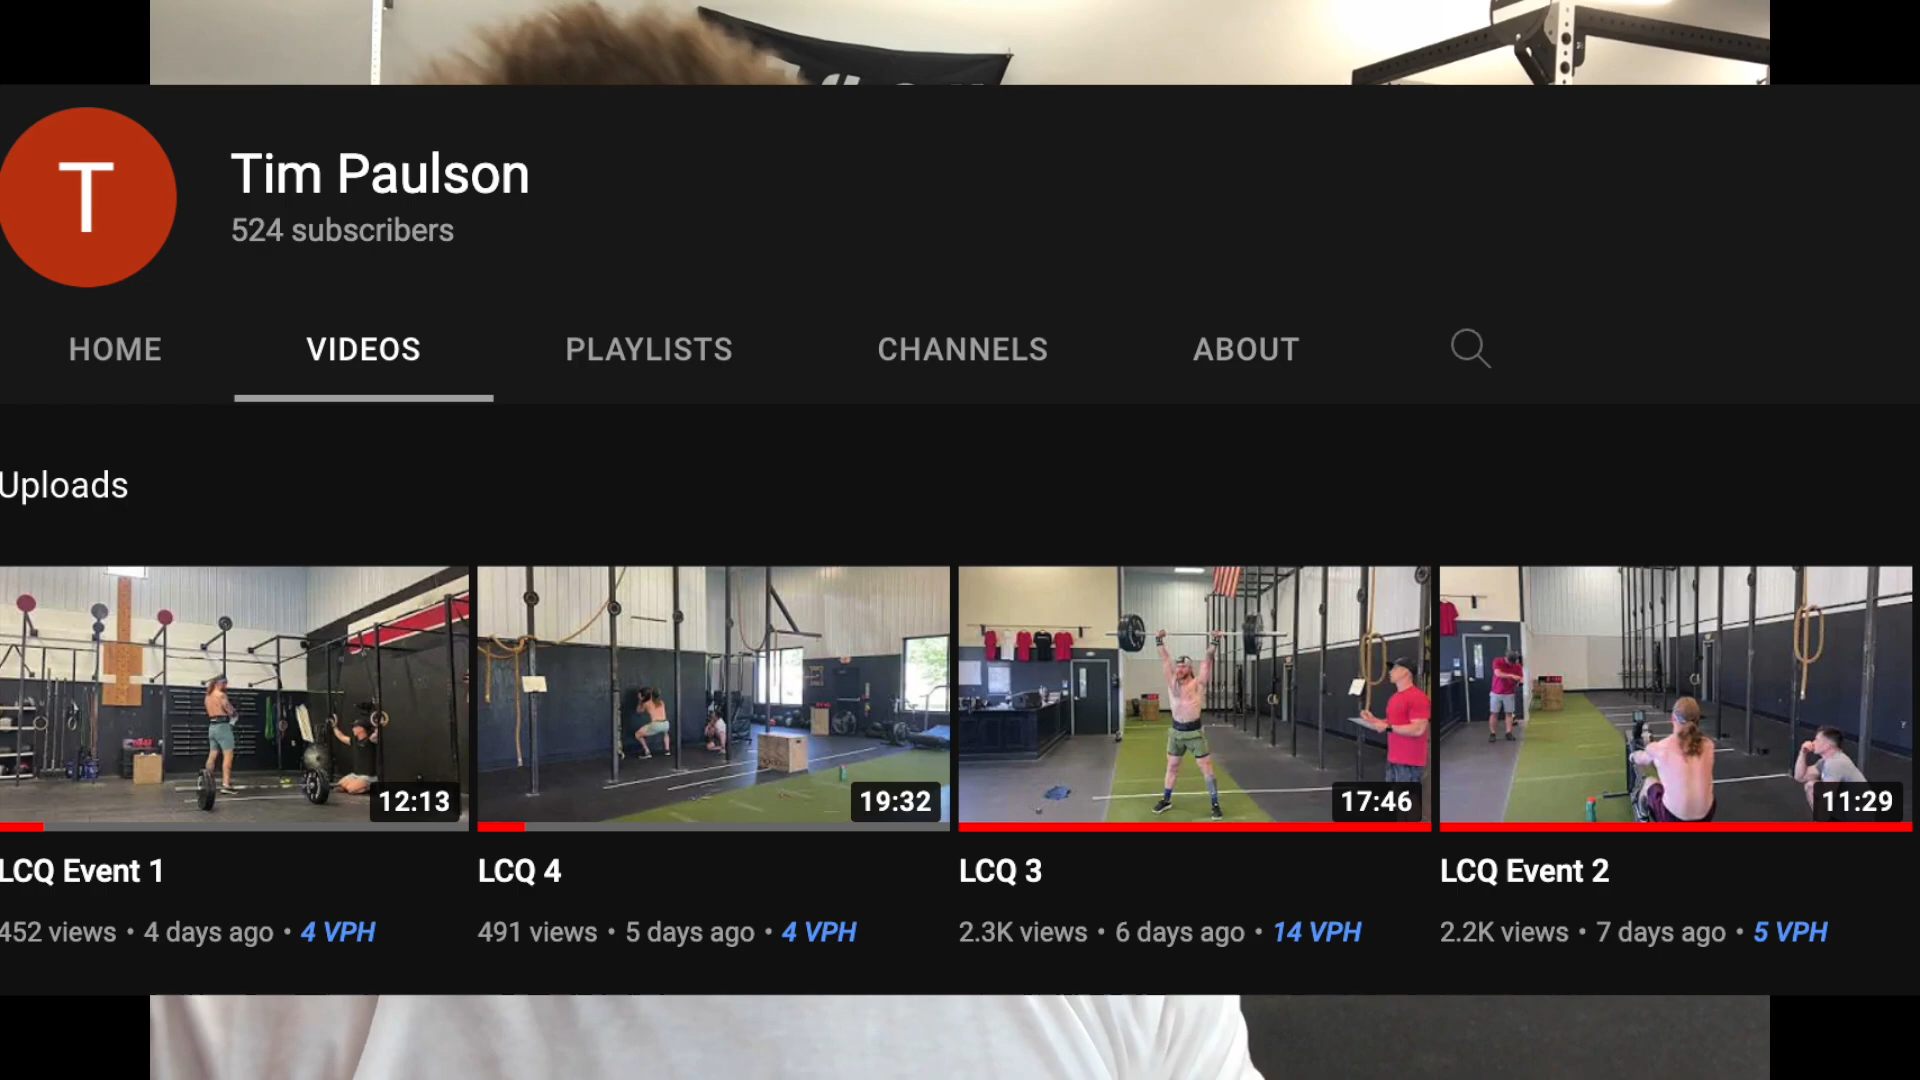 T
Tim Paulson
524 subscribers
HOME VIDEOS PLAYLISTS CHANNELS ABOUT
Uploads
12:13 19:32 17:46 11:29
LCQ Event 1 LCQ 4 LCQ 3 LCQ Event 2
452 views • 4 days ago • 4 VPH 491 views • 5 days ago • 4 VPH 2.3K views • 6 days ago • 14 VPH 2.2K views • 7 days ago • 5 VPH